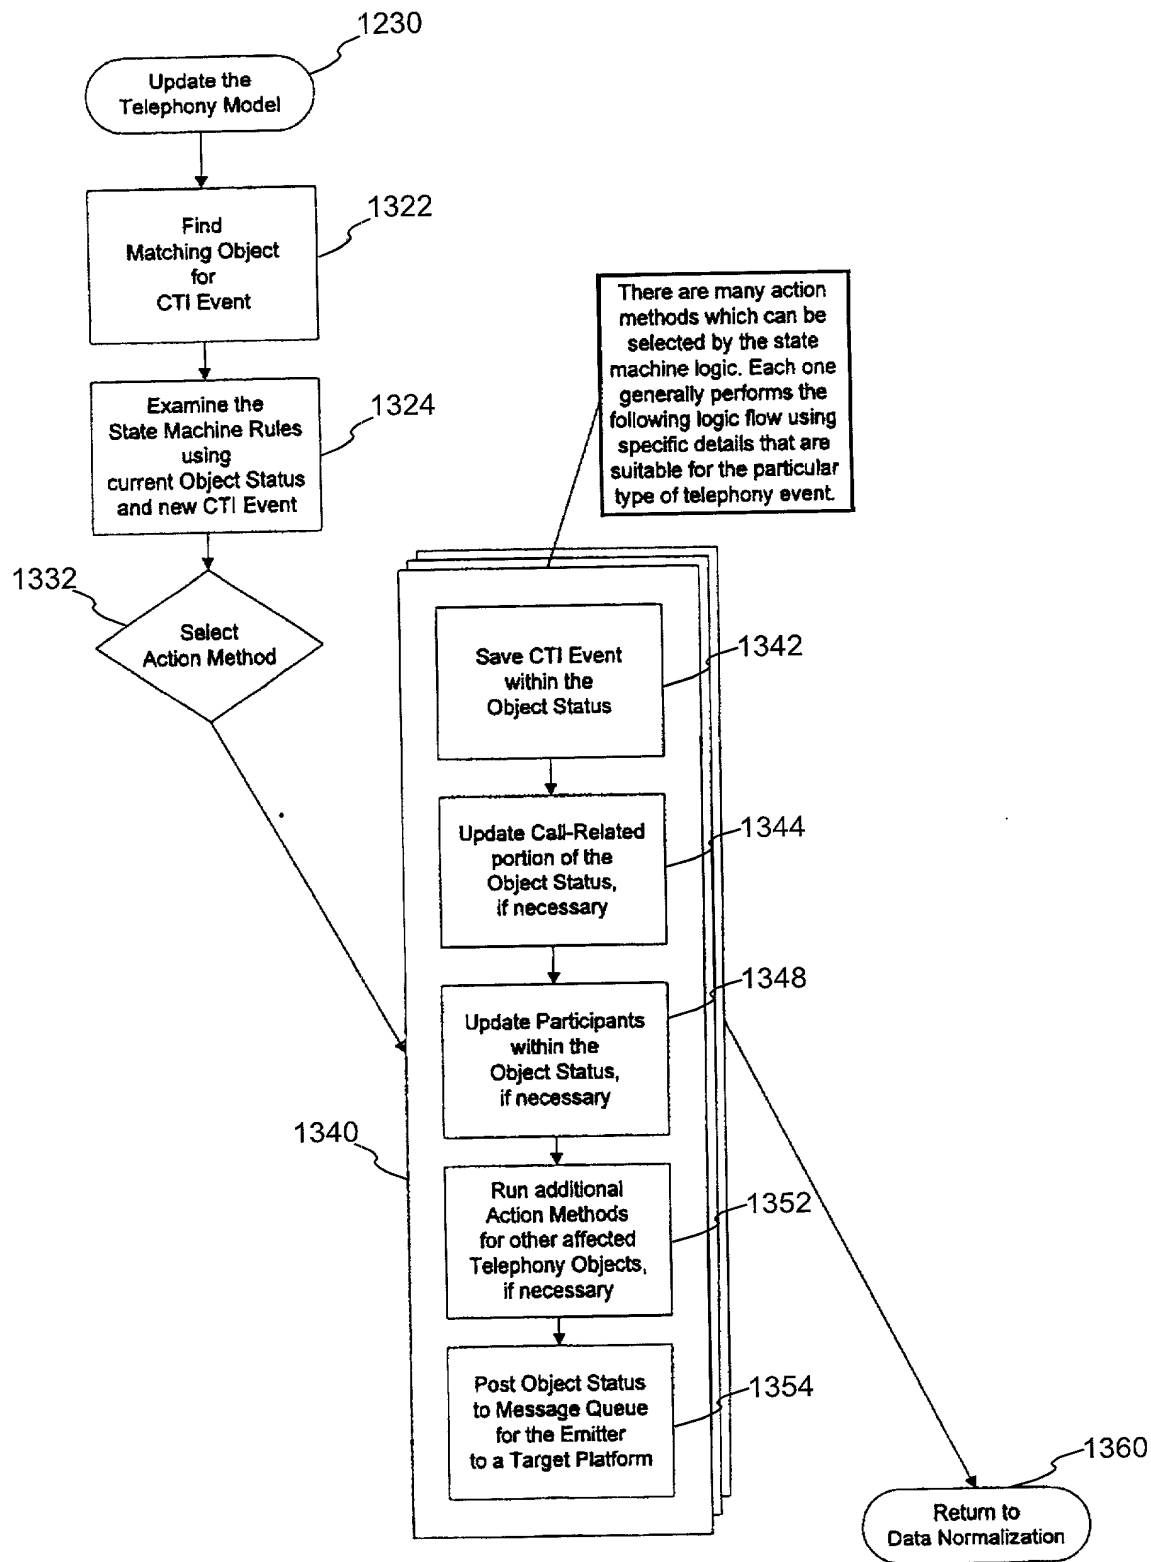 1230
Update the
Telephony Model
1322
Find
Matching Object
for
CTI Event
There are many action
methods which can be
selected by the state
machine logic. Each one
generally performs the
following logic flow using
specific details that are
suitable for the particular
type of telephony event.
1324
Examine the
State Machine Rules
using
current Object Status
and new CTI Event
1332
Select
Action Method
1342
Save CTI Event
within the
Object Status
1344
Update Call-Related
portion of the
Object Status,
if necessary
1348
Update Participants
within the
Object Status,
if necessary
1340
1352
Run additional
Action Methods
for other affected
Telephony Objects,
if necessary
1354
Post Object Status
to Message Queue
for the Emitter
to a Target Platform
1360
Return to
Data Normalization